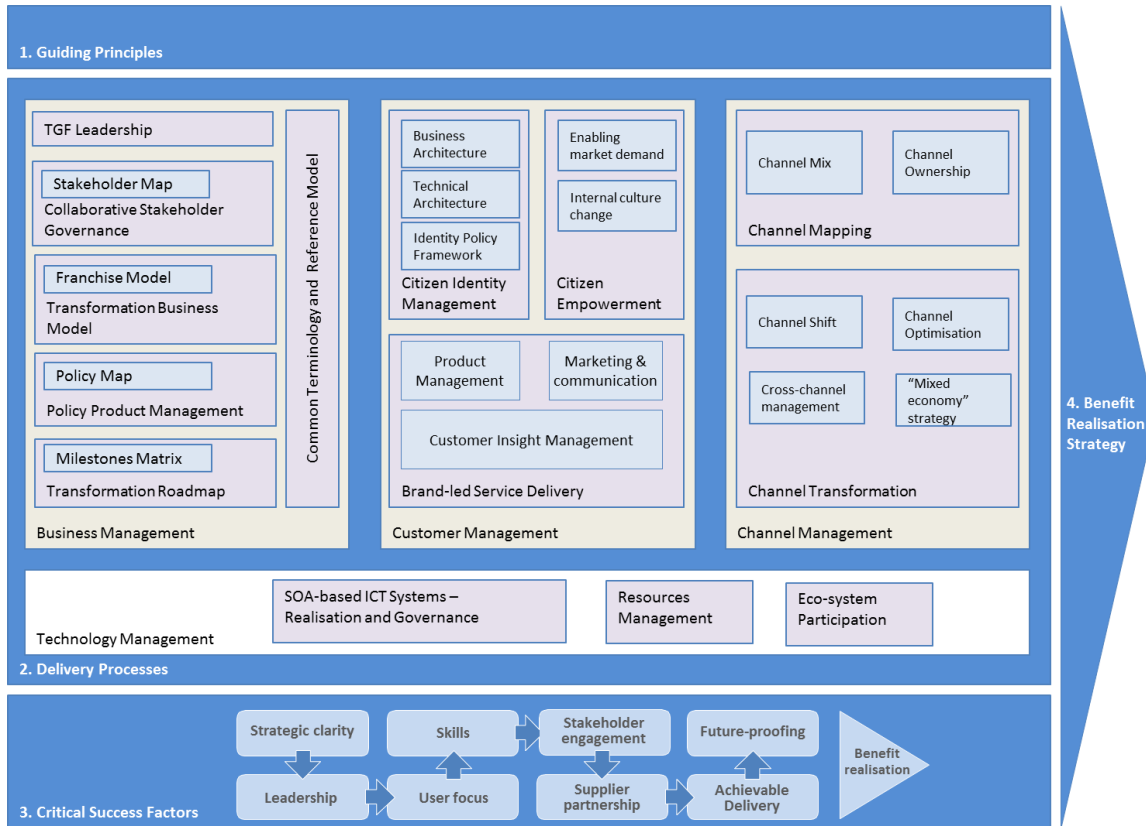 1. Guiding Principles
TGF Leadership
Stakeholder Map
Collaborative Stakeholder
Governance
Franchise Model
Transformation Business
Model
Policy Map
Policy Product Management
Milestones Matrix
Transformation Roadmap
Common Terminology and Reference Model
Business Management
Business
Architecture
Technical
Architecture
Identity Policy
Framework
Citizen Identity
Management
Enabling
market demand
Internal culture
change
Citizen
Empowerment
Product
Management
Marketing &
communication
Customer Insight Management
Brand-led Service Delivery
Customer Management
Channel Mix
Channel
Ownership
Channel Mapping
Channel Shift
Channel
Optimisation
Cross-channel
management
“Mixed
economy”
strategy
Channel Transformation
Channel Management
SOA-based ICT Systems –
Realisation and Governance
Resources
Management
Eco-system
Participation
Technology Management
2. Delivery Processes
Strategic clarity
Leadership
Skills
User focus
Stakeholder
engagement
Supplier
partnership
Future-proofing
Achievable
Delivery
Benefit
realisation
3. Critical Success Factors
4. Benefit
Realisation
Strategy